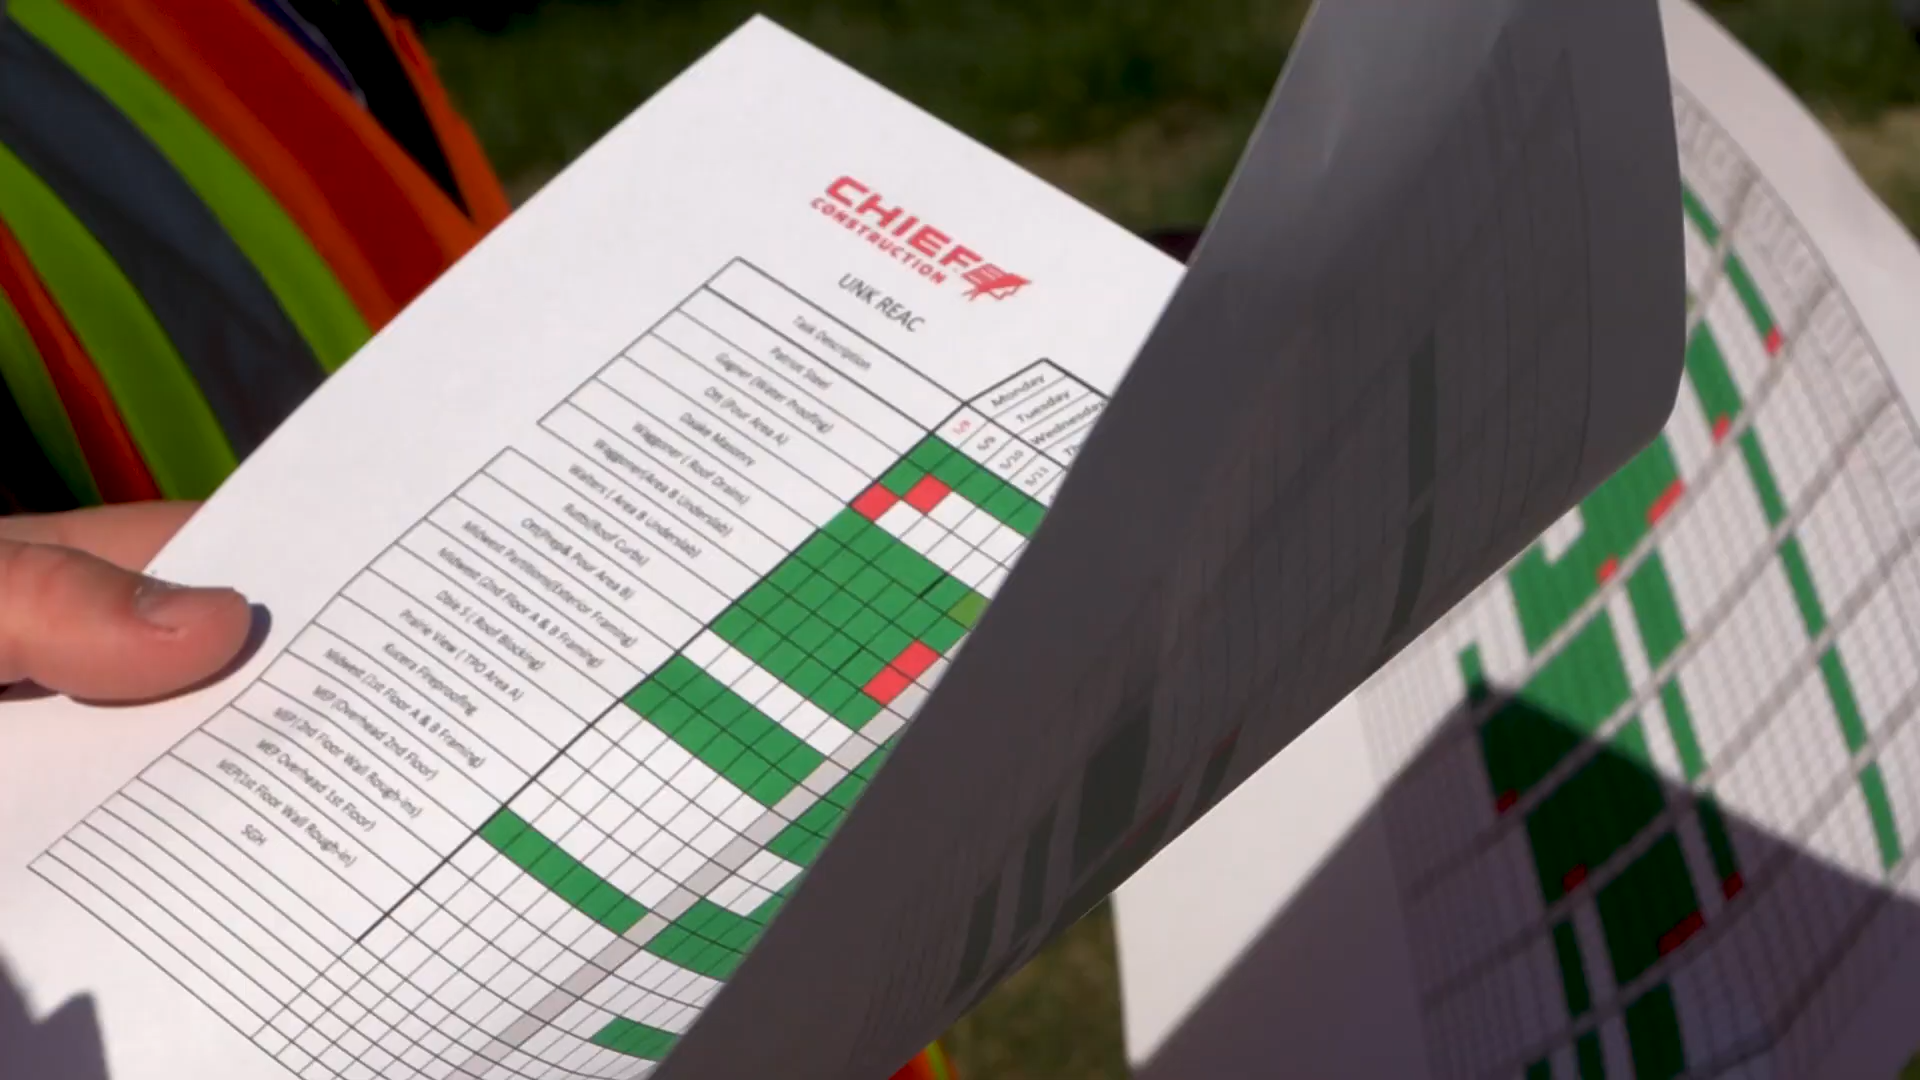 CHIEF
CONSTRUCTION
UNK REAC
Task Description
Patriot Steel
Gagner (Water Proofing)
Ott (Pour Area A)
Daake Masonry
Waggoner ( Roof Drains)
Waggoner(Area B Underslab)
Walters ( Area B Underslab)
Rutts(Roof Curbs)
Ott(Prep& Pour Area B)
Midwest Partitions(Exterior Framing)
Midwest (2nd Floor A & B Framing)
Dble S ( Roof Blocking)
Prairie View ( TPO Area A)
Kucera Fireproofing
Midwest (1st Floor A & B Framing)
MEP (Overhead 2nd Floor)
MEP( 2nd Floor Wall Rough-ins)
MEP Overhead 1st Floor)
MEP(1st Floor Wall Rough-in)
SGH
Monday
Tuesday
Wednesday
5/8
5/9
5/10
5/11